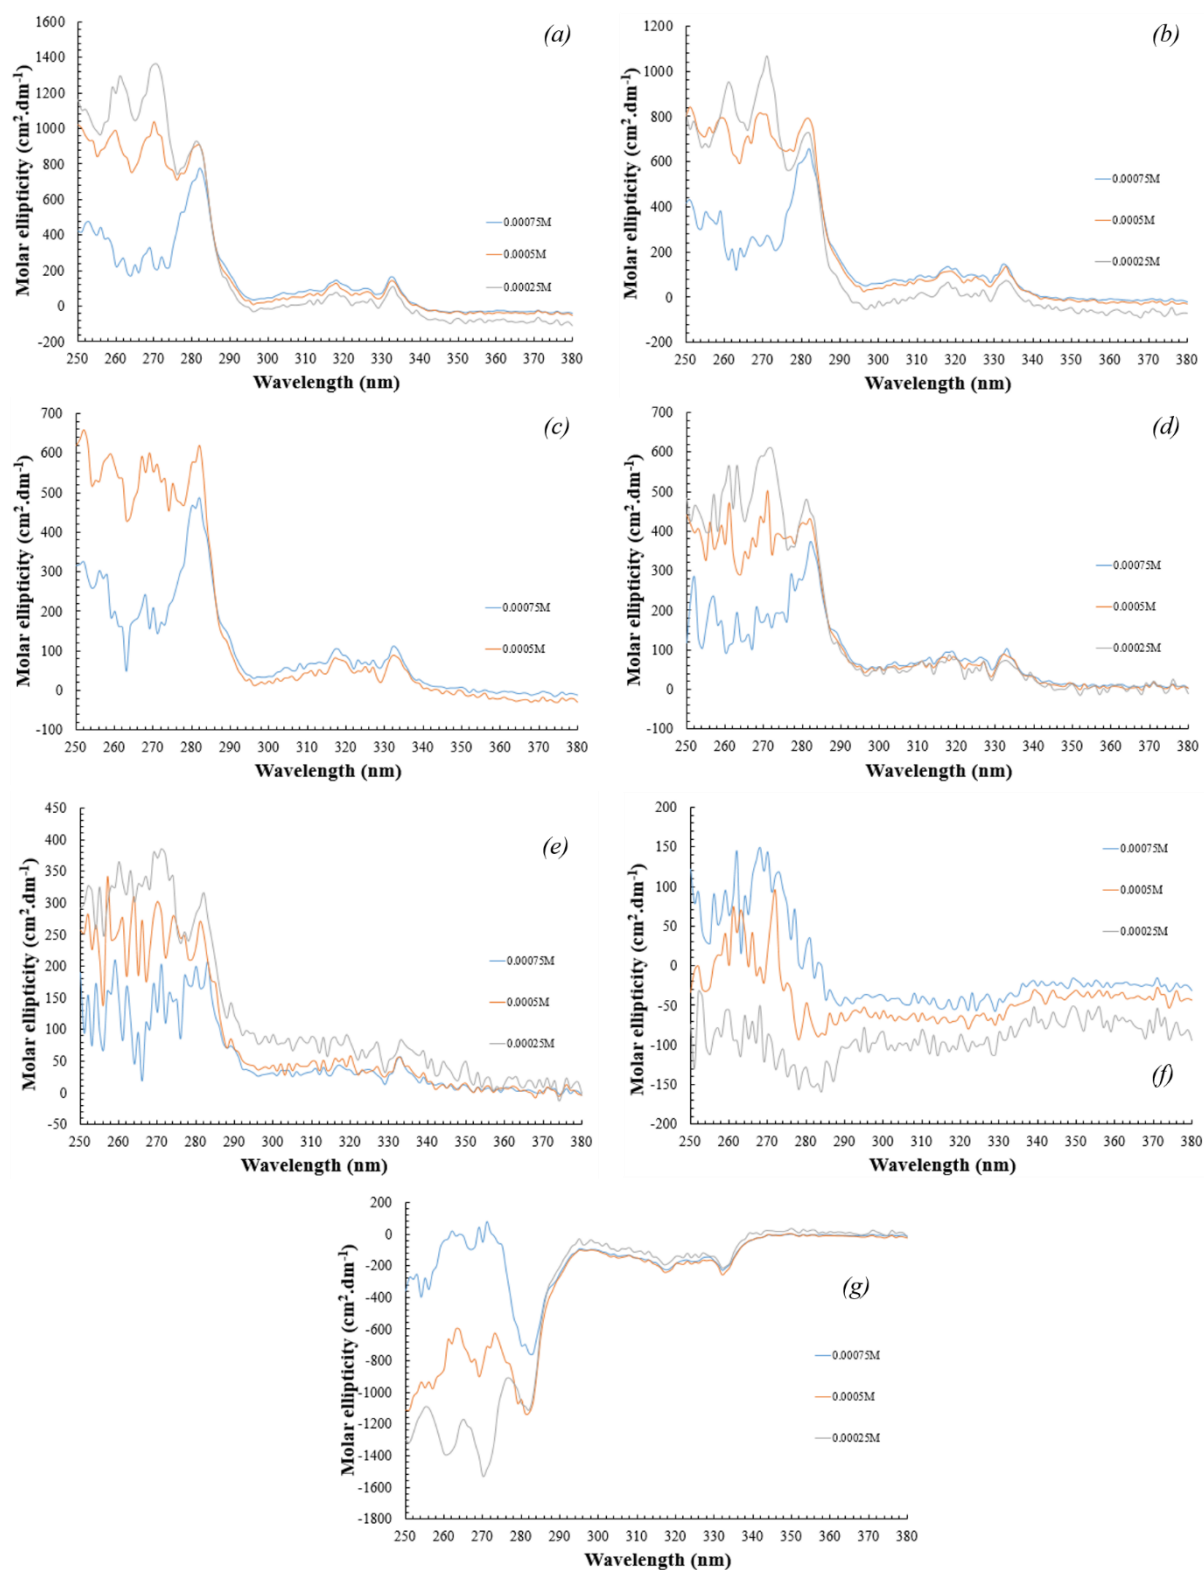 (a)
Molar ellipticity (cm².dm⁻¹)
1600
1400
1200
1000
800
600
400
200
0
-200
0.00075M
0.0005M
0.00025M
250 260 270 280 290 300 310 320 330 340 350 360 370 380
Wavelength (nm)
(b)
Molar ellipticity (cm².dm⁻¹)
1200
1000
800
600
400
200
0
-200
0.00075M
0.0005M
0.00025M
250 260 270 280 290 300 310 320 330 340 350 360 370 380
Wavelength (nm)
(c)
Molar ellipticity (cm².dm⁻¹)
700
600
500
400
300
200
100
0
-100
0.00075M
0.0005M
250 260 270 280 290 300 310 320 330 340 350 360 370 380
Wavelength (nm)
(d)
Molar ellipticity (cm².dm⁻¹)
700
600
500
400
300
200
100
0
-100
0.00075M
0.0005M
0.00025M
250 260 270 280 290 300 310 320 330 340 350 360 370 380
Wavelength (nm)
(e)
Molar ellipticity (cm².dm⁻¹)
450
400
350
300
250
200
150
100
50
0
-50
0.00075M
0.0005M
0.00025M
250 260 270 280 290 300 310 320 330 340 350 360 370 380
Wavelength (nm)
(f)
Molar ellipticity (cm².dm⁻¹)
200
150
100
50
0
-50
-100
-150
-200
0.00075M
0.0005M
0.00025M
250 260 270 280 290 300 310 320 330 340 350 360 370 380
Wavelength (nm)
(g)
Molar ellipticity (cm².dm⁻¹)
200
0
-200
-400
-600
-800
-1000
-1200
-1400
-1600
-1800
0.00075M
0.0005M
0.00025M
250 260 270 280 290 300 310 320 330 340 350 360 370 380
Wavelength (nm)